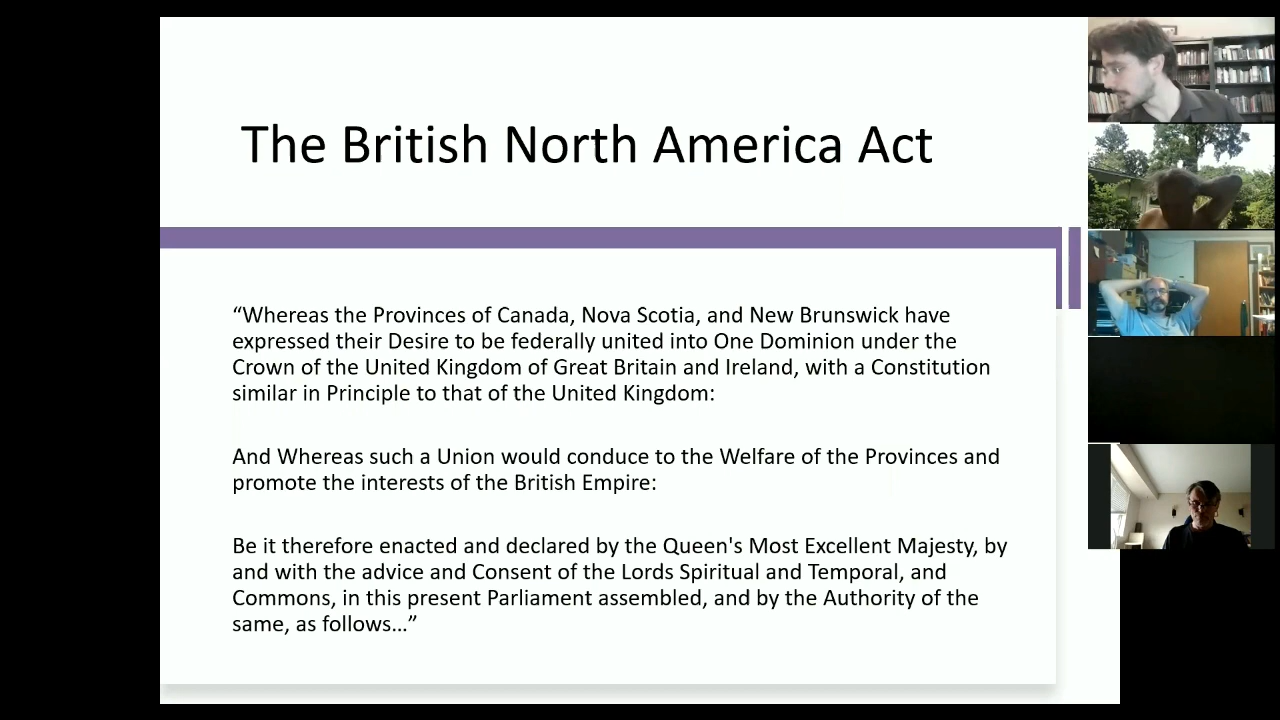 The British North America Act
“Whereas the Provinces of Canada, Nova Scotia, and New Brunswick have
expressed their Desire to be federally united into One Dominion under the
Crown of the United Kingdom of Great Britain and Ireland, with a Constitution
similar in Principle to that of the United Kingdom:
And Whereas such a Union would conduce to the Welfare of the Provinces and
promote the interests of the British Empire:
Be it therefore enacted and declared by the Queen's Most Excellent Majesty, by
and with the advice and Consent of the Lords Spiritual and Temporal, and
Commons, in this present Parliament assembled, and by the Authority of the
same, as follows…”